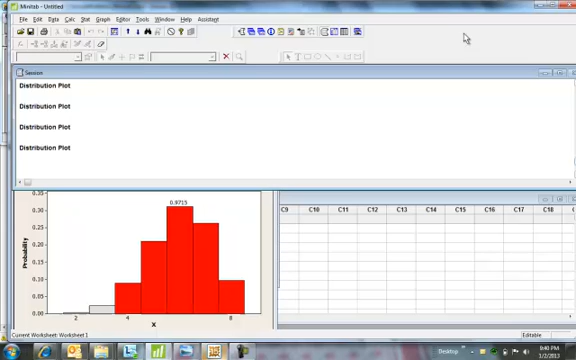 Minitab - Untitled
File Edit Data Calc Stat Graph Editor Tools Window Help Assistant
Session
Distribution Plot
Distribution Plot
Distribution Plot
Distribution Plot
C9 C10 C11 C12 C13 C14 C15 C16 C17 C18
0.35
0.9715
0.30
0.25
0.20
Probability
0.15
0.10
0.05
0.00
2 4 8
X
Current Worksheet: Worksheet 1
Editable
Desktop
6:40 PM
1/2/2013